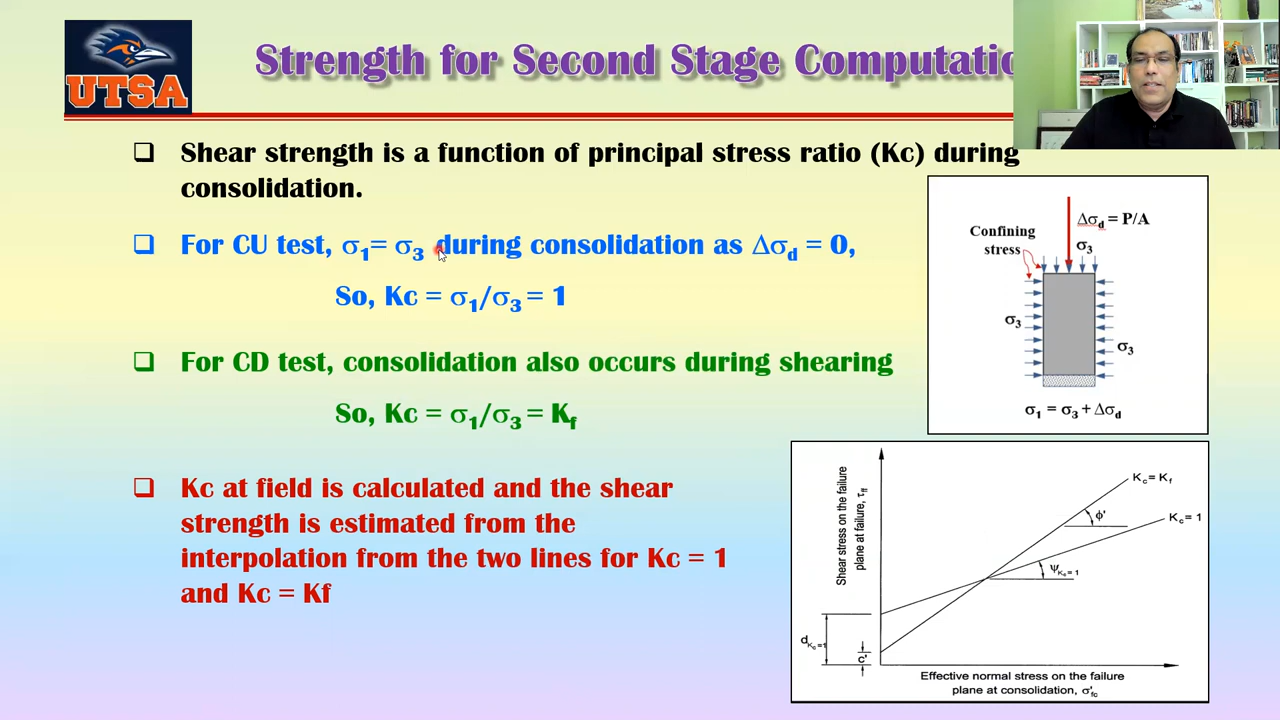 UTSA
Strength for Second Stage
Shear strength is a function of principal stress ratio (Kc) during
consolidation.
For CU test, σ1= σ3 during consolidation as Δσd = 0,
So, Kc = σ1/σ3 = 1
For CD test, consolidation also occurs during shearing
So, Kc = σ1/σ3 = Kf
Kc at field is calculated and the shear
strength is estimated from the
interpolation from the two lines for Kc = 1
and Kc = Kf
Δσd = P/A
Confining
stress
σ3
σ3
σ3
σ1 = σ3 + Δσd
Shear stress on the failure
plane at failure, τff
Kc = Kf
ϕ'
Kc = 1
ψKc=1
dKc=1
c'
Effective normal stress on the failure
plane at consolidation, σ'fc